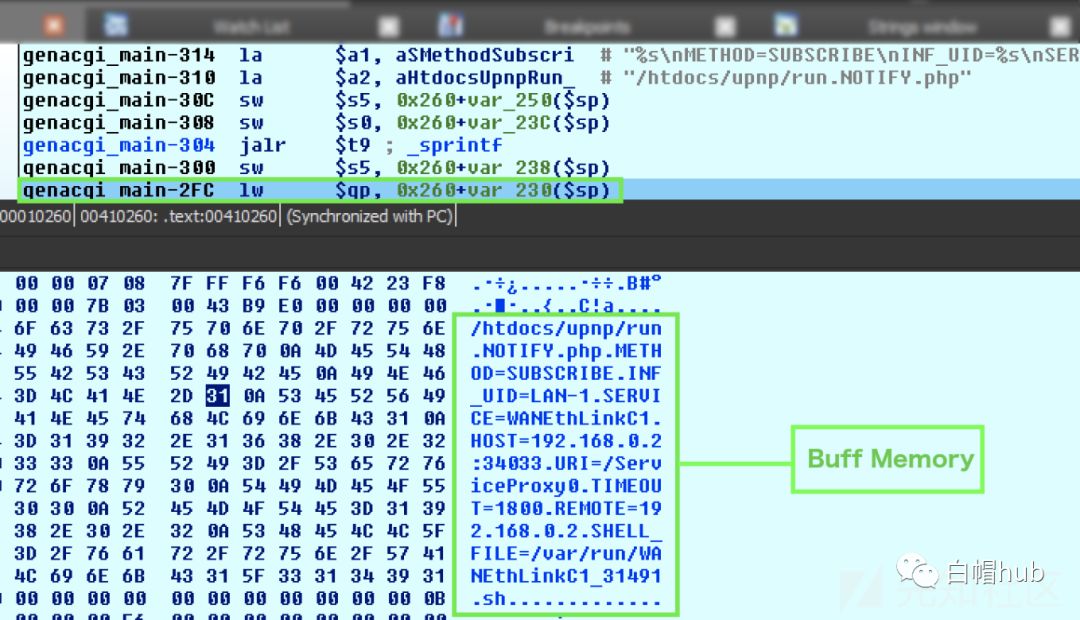 Watch List Breakpoints Strings window
genacgi_main-314 la $a1, aSMethodSubscri # "%s\nMETHOD=SUBSCRIBE\nINF_UID=%s\nSER
genacgi_main-310 la $a2, aHtdocsUpnpRun_ # "/htdocs/upnp/run.NOTIFY.php"
genacgi_main-30C sw $s5, 0x260+var_250($sp)
genacgi_main-308 sw $s0, 0x260+var_23C($sp)
genacgi_main-304 jalr $t9 ; _sprintf
genacgi_main-300 sw $s5, 0x260+var_238($sp)
genacgi_main-2FC lw $gp, 0x260+var_230($sp)
00010260 00410260: .text:00410260 (Synchronized with PC)
00 00 07 08 7F FF F6 F6 00 42 23 F8 .·÷¿.....·÷÷.B#°
00 00 7B 03 00 43 B9 E0 00 00 00 00 .·■·..{..C¦a....
6F 63 73 2F 75 70 6E 70 2F 72 75 6E /htdocs/upnp/run
49 46 59 2E 70 68 70 0A 4D 45 54 48 .NOTIFY.php.METH
55 42 53 43 52 49 42 45 0A 49 4E 46 OD=SUBSCRIBE.INF
3D 4C 41 4E 2D 31 0A 53 45 52 56 49 _UID=LAN-1.SERVI
41 4E 45 74 68 4C 69 6E 6B 43 31 0A CE=WANEthLinkC1.
3D 31 39 32 2E 31 36 38 2E 30 2E 32 HOST=192.168.0.2
33 33 0A 55 52 49 3D 2F 53 65 72 76 :34033.URI=/Serv
72 6F 78 79 30 0A 54 49 4D 45 4F 55 iceProxy0.TIMEOU
30 30 0A 52 45 4D 4F 54 45 3D 31 39 T=1800.REMOTE=19
38 2E 30 2E 32 0A 53 48 45 4C 4C 5F 2.168.0.2.SHELL_
3D 2F 76 61 72 2F 72 75 6E 2F 57 41 FILE=/var/run/WA
4C 69 6E 6B 43 31 5F 33 31 34 39 31 NEthLinkC1_31491
00 00 00 00 00 00 00 00 00 00 00 0B .sh.............
Buff Memory
白帽hub
先知社区